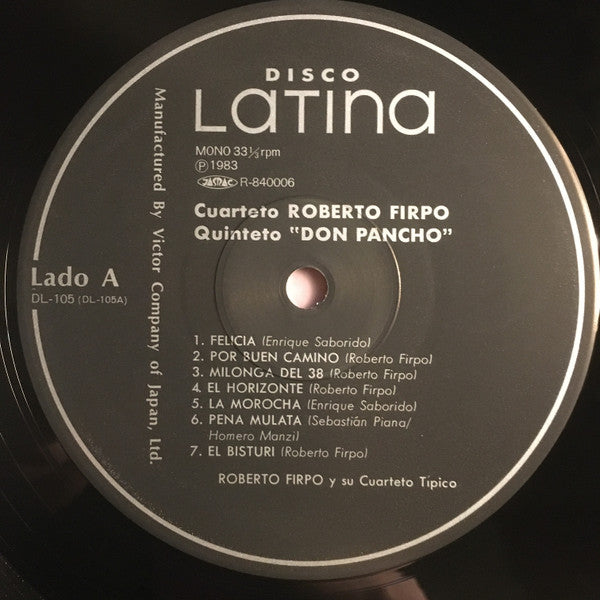 DISCO
LaTina
MONO 33⅓rpm
Ⓟ1983
JASRAC R-840006
Cuarteto ROBERTO FIRPO
Quinteto "DON PANCHO"
Lado A
DL-105 (DL-105A)
Manufactured By Victor Company of Japan, Ltd.
1. FELICIA (Enrique Saborido)
2. POR BUEN CAMINO (Roberto Firpo)
3. MILONGA DEL 38 (Roberto Firpo)
4. EL HORIZONTE (Roberto Firpo)
5. LA MOROCHA (Enrique Saborido)
6. PENA MULATA (Sebastián Piana/
Homero Manzi)
7. EL BISTURI (Roberto Firpo)
ROBERTO FIRPO y su Cuarteto Típico